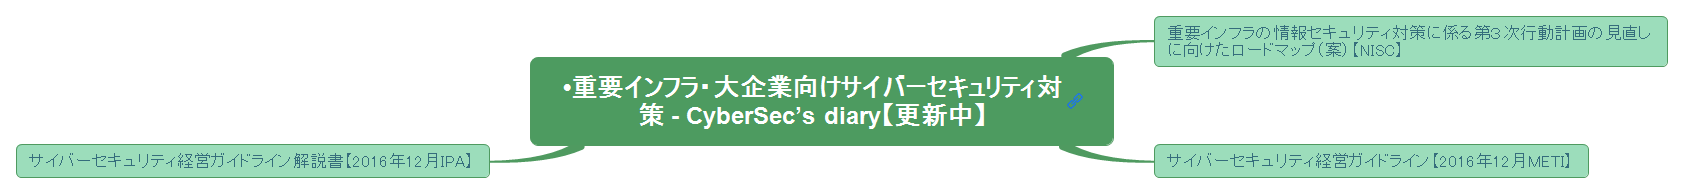 重要インフラの情報セキュリティ対策に係る第3次行動計画の見直し
に向けたロードマップ(案)【NISC】
•重要インフラ・大企業向けサイバーセキュリティ対
策 - CyberSec’s diary【更新中】
サイバーセキュリティ経営ガイドライン解説書【2016年12月IPA】
サイバーセキュリティ経営ガイドライン【2016年12月METI】